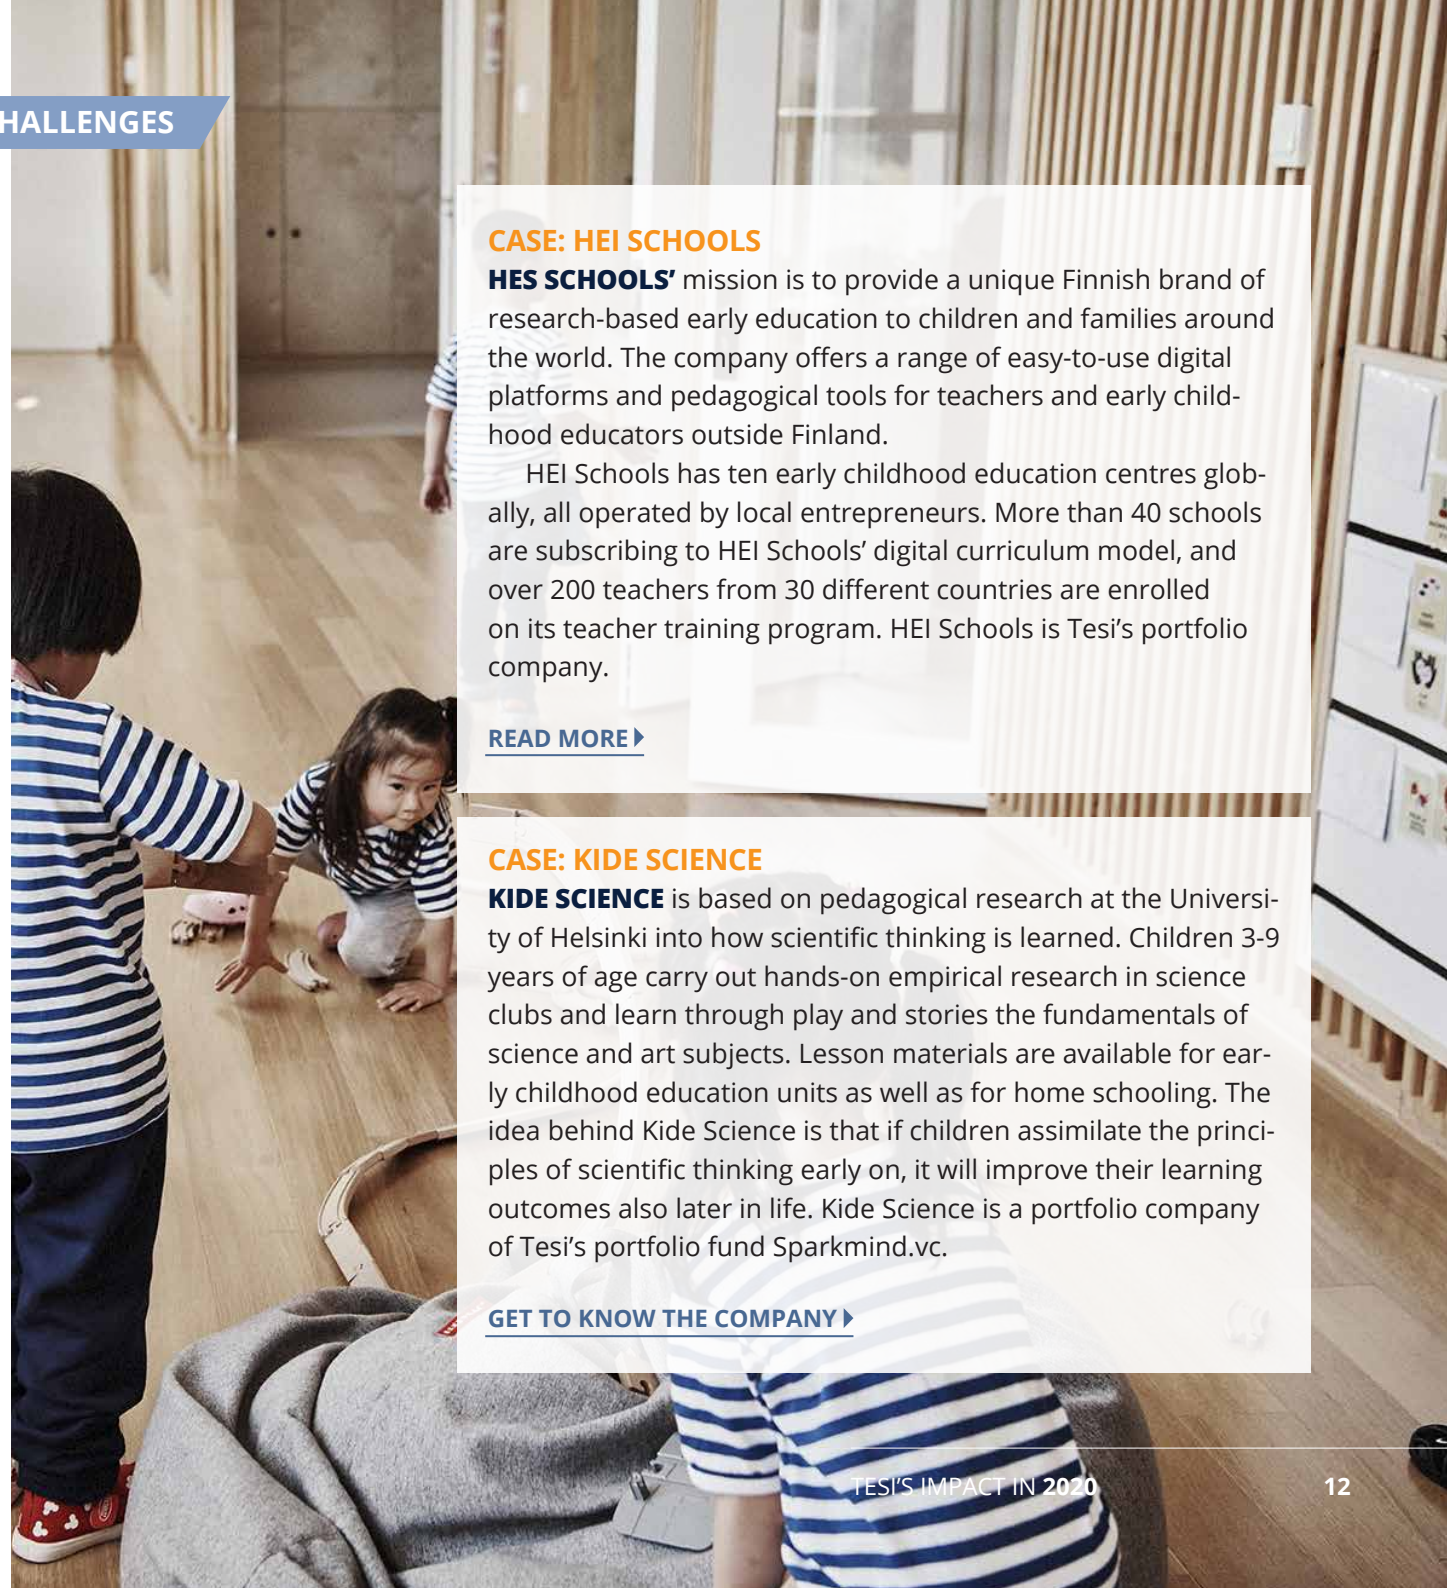 HALLENGES
CASE: HEI SCHOOLS
HES SCHOOLS’ mission is to provide a unique Finnish brand of
research-based early education to children and families around
the world. The company offers a range of easy-to-use digital
platforms and pedagogical tools for teachers and early child-
hood educators outside Finland.
HEI Schools has ten early childhood education centres glob-
ally, all operated by local entrepreneurs. More than 40 schools
are subscribing to HEI Schools’ digital curriculum model, and
over 200 teachers from 30 different countries are enrolled
on its teacher training program. HEI Schools is Tesi’s portfolio
company.
READ MORE
CASE: KIDE SCIENCE
KIDE SCIENCE is based on pedagogical research at the Universi-
ty of Helsinki into how scientific thinking is learned. Children 3-9
years of age carry out hands-on empirical research in science
clubs and learn through play and stories the fundamentals of
science and art subjects. Lesson materials are available for ear-
ly childhood education units as well as for home schooling. The
idea behind Kide Science is that if children assimilate the princi-
ples of scientific thinking early on, it will improve their learning
outcomes also later in life. Kide Science is a portfolio company
of Tesi’s portfolio fund Sparkmind.vc.
GET TO KNOW THE COMPANY
TESI’S IMPACT IN 2020
12